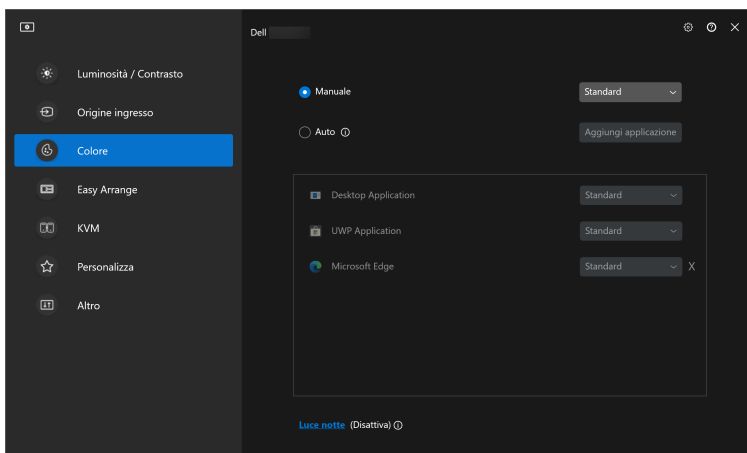 Dell
Luminosità / Contrasto
Origine ingresso
Colore
Easy Arrange
KVM
Personalizza
Altro
Manuale
Standard
Auto
Aggiungi applicazione
Desktop Application
Standard
UWP Application
Standard
Microsoft Edge
Standard
X
Luce notte (Disattiva)